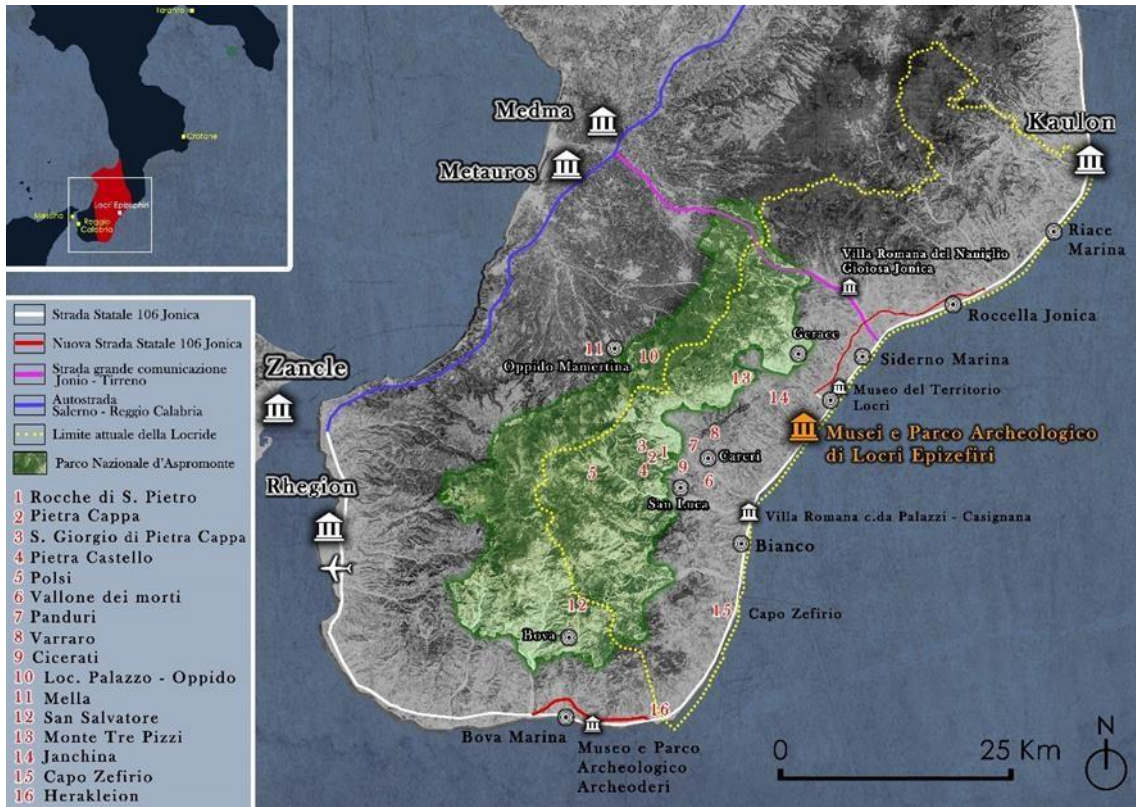 Taranto
Crotone
Locri Epizephiri
Messina
Reggio
Calabria
Medma
Metauros
Kaulon
Riace
Marina
Villa Romana del Naniglio
Gioiosa Jonica
Roccella Jonica
Gerace
Siderno Marina
Museo del Territorio
Locri
Musei e Parco Archeologico
di Locri Epizefiri
11
Oppido Mamertina
10
13
14
3
2
1
4
5
7
8
9
Careri
6
San Luca
Villa Romana c.da Palazzi - Casignana
Bianco
15
Capo Zefirio
12
Bova
16
Bova Marina
Museo e Parco
Archeologico
Archeoderi
Zancle
Rhegion
Strada Statale 106 Jonica
Nuova Strada Statale 106 Jonica
Strada grande comunicazione
Jonio - Tirreno
Autostrada
Salerno - Reggio Calabria
Limite attuale della Locride
Parco Nazionale d'Aspromonte
1 Rocche di S. Pietro
2 Pietra Cappa
3 S. Giorgio di Pietra Cappa
4 Pietra Castello
5 Polsi
6 Vallone dei morti
7 Panduri
8 Varraro
9 Cicerati
10 Loc. Palazzo - Oppido
11 Mella
12 San Salvatore
13 Monte Tre Pizzi
14 Janchina
15 Capo Zefirio
16 Herakleion
0 25 Km
N